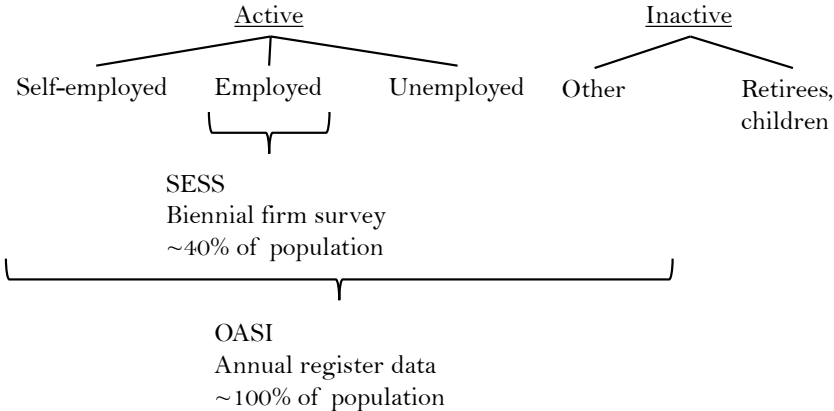 Active
Inactive
Self-employed
Employed
Unemployed
Other
Retirees,
children
SESS
Biennial firm survey
~40% of population
OASI
Annual register data
~100% of population